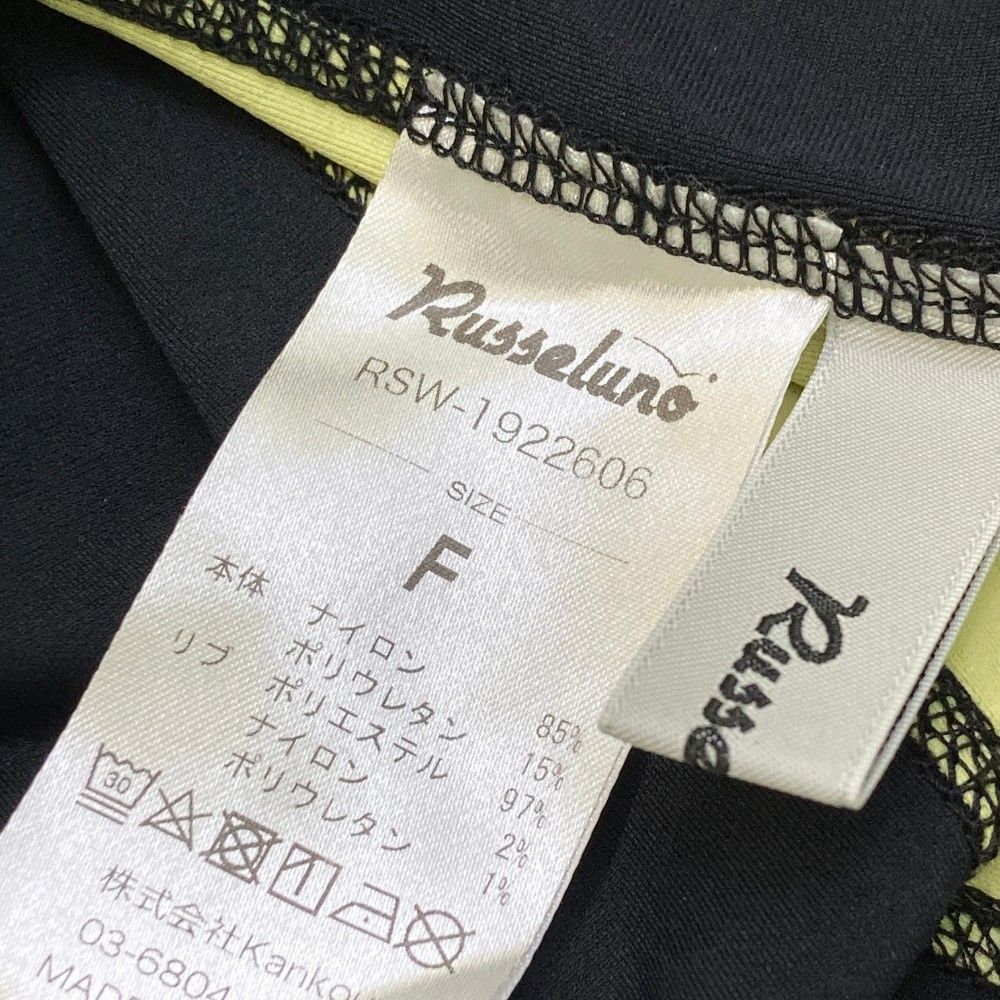 Russeluno
RSW-1922606
SIZE
F
本体 ナイロン 85%
ポリウレタン 15%
リブ ポリエステル 97%
ナイロン 2%
ポリウレタン 1%
30
株式会社Kankou
03-6804
MADE
Russe